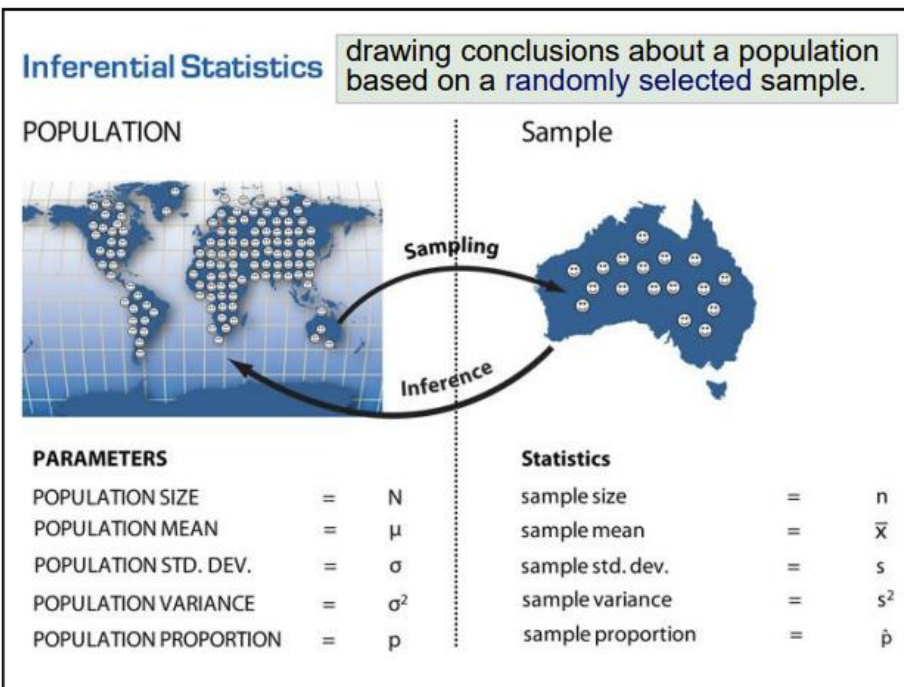 Inferential Statistics
drawing conclusions about a population
based on a randomly selected sample.
POPULATION
Sample
Sampling
Inference
PARAMETERS
POPULATION SIZE = N
POPULATION MEAN = μ
POPULATION STD. DEV. = σ
POPULATION VARIANCE = σ²
POPULATION PROPORTION = p
Statistics
sample size = n
sample mean = x̅
sample std. dev. = s
sample variance = s²
sample proportion = p̂